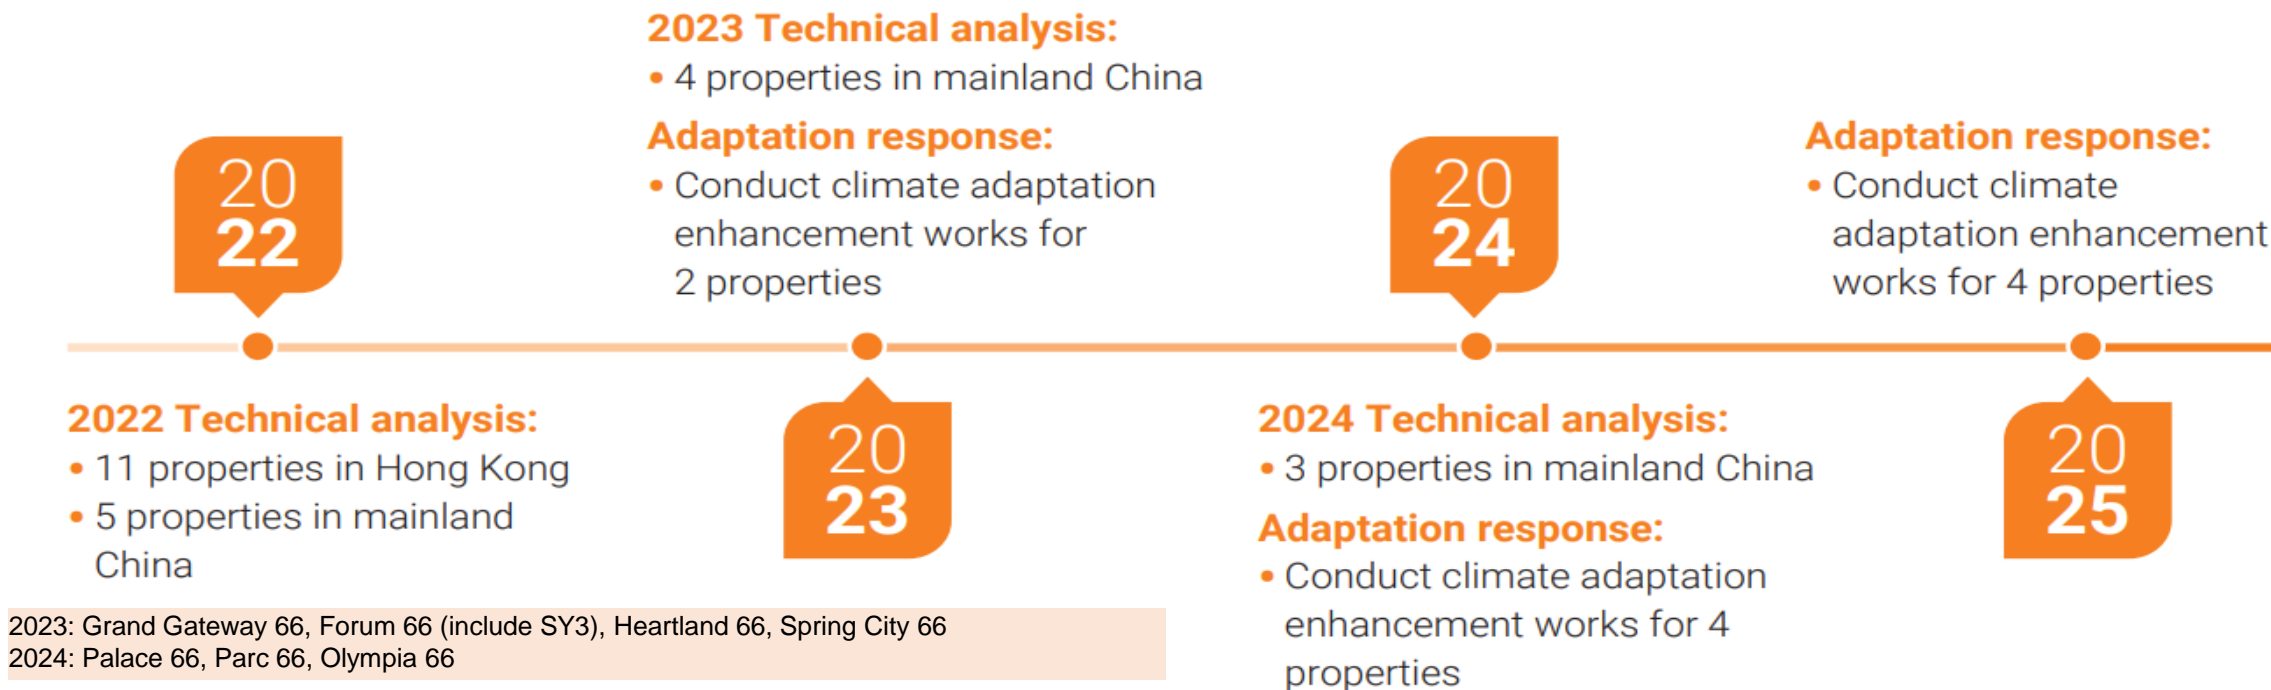 20
22
2022 Technical analysis:
• 11 properties in Hong Kong
• 5 properties in mainland
China
2023 Technical analysis:
• 4 properties in mainland China
Adaptation response:
• Conduct climate adaptation
enhancement works for
2 properties
20
23
20
24
2024 Technical analysis:
• 3 properties in mainland China
Adaptation response:
• Conduct climate adaptation
enhancement works for 4
properties
Adaptation response:
• Conduct climate
adaptation enhancement
works for 4 properties
20
25
2023: Grand Gateway 66, Forum 66 (include SY3), Heartland 66, Spring City 66
2024: Palace 66, Parc 66, Olympia 66